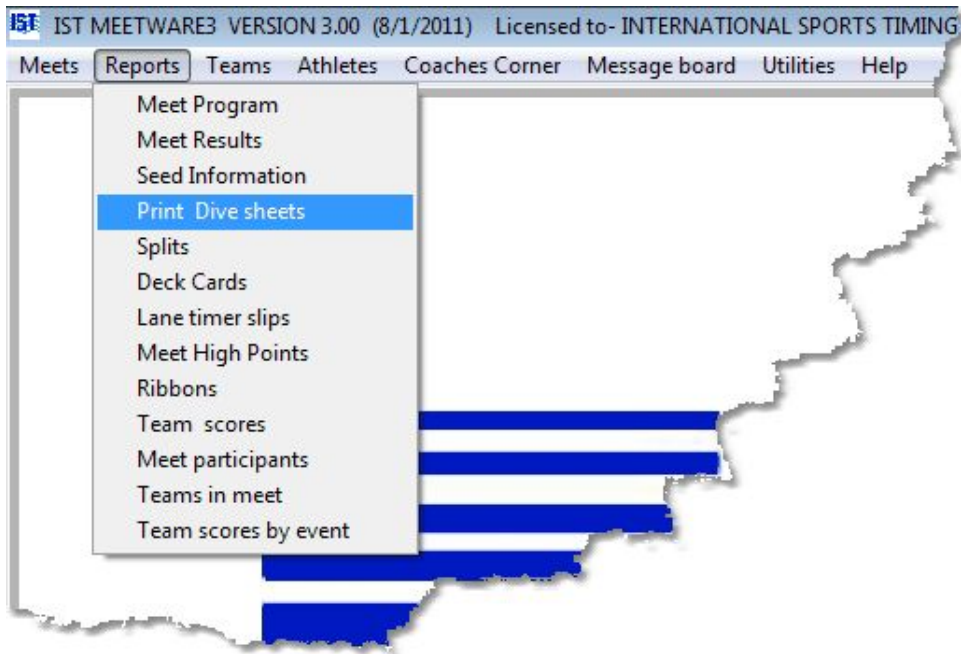 IST IST MEETWARE3 VERSION 3.00 (8/1/2011) Licensed to- INTERNATIONAL SPORTS TIMING
Meets Reports Teams Athletes Coaches Corner Message board Utilities Help
Meet Program
Meet Results
Seed Information
Print Dive sheets
Splits
Deck Cards
Lane timer slips
Meet High Points
Ribbons
Team scores
Meet participants
Teams in meet
Team scores by event